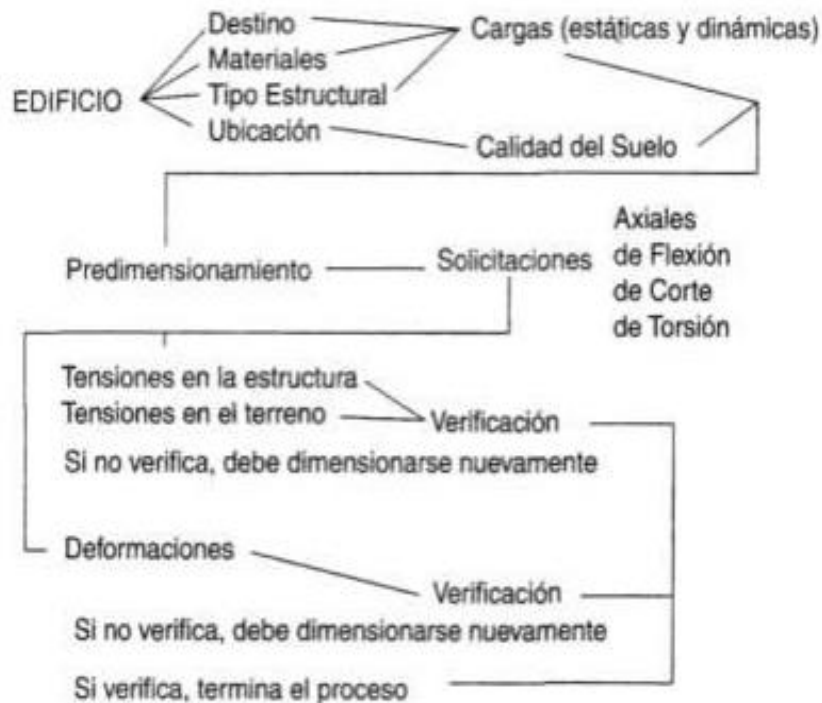 Destino
Cargas (estáticas y dinámicas)
Materiales
EDIFICIO
Tipo Estructural
Ubicación
Calidad del Suelo
Predimensionamiento
Solicitaciones
Axiales
de Flexión
de Corte
de Torsión
Tensiones en la estructura
Tensiones en el terreno
Verificación
Si no verifica, debe dimensionarse nuevamente
Deformaciones
Verificación
Si no verifica, debe dimensionarse nuevamente
Si verifica, termina el proceso